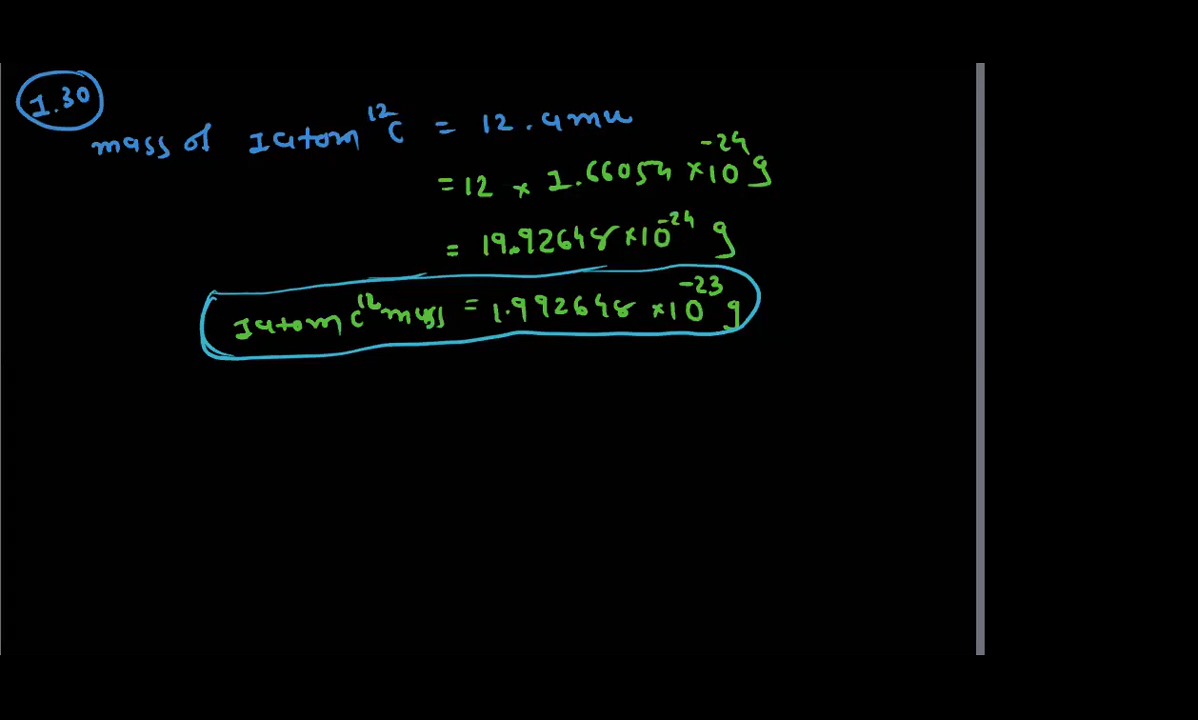 1.30
mass of 1 atom ¹²C = 12 . amu
= 12 × 1.66054 × 10⁻²⁴ g
= 19.92648 × 10⁻²⁴ g
1 atom C¹² mass = 1.992648 × 10⁻²³ g